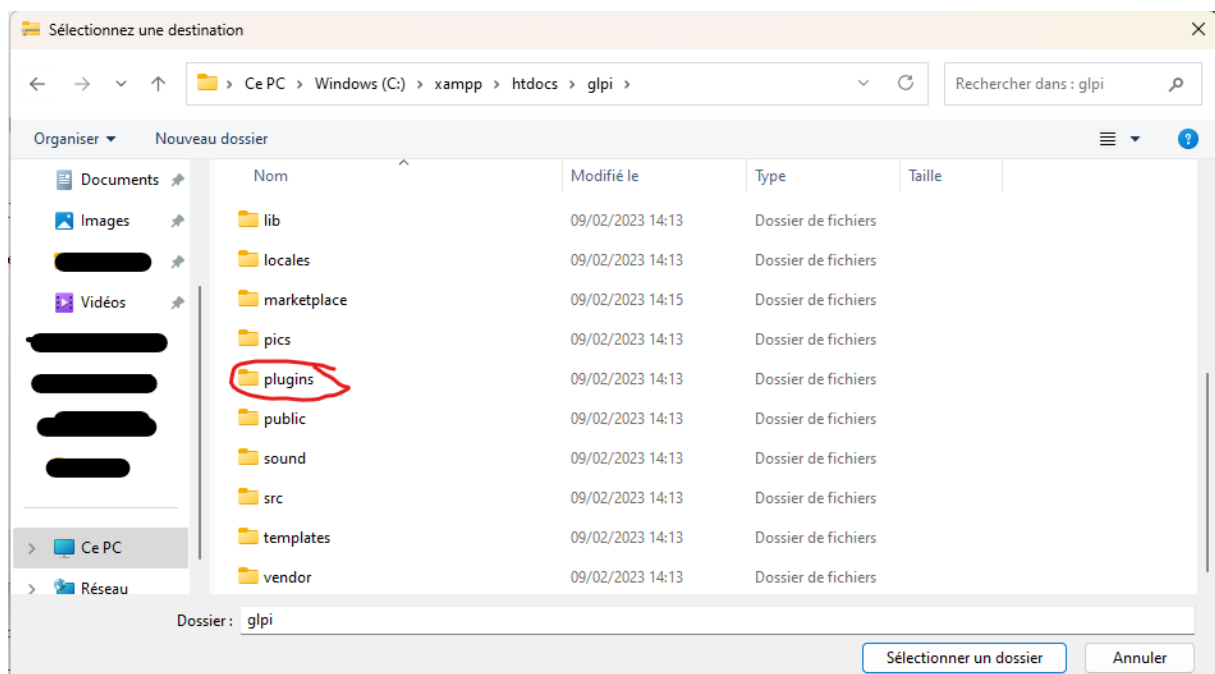 Sélectionnez une destination
Ce PC > Windows (C:) > xampp > htdocs > glpi >
Rechercher dans : glpi
Organiser
Nouveau dossier
Nom
Modifié le
Type
Taille
Documents
Images
Vidéos
Ce PC
Réseau
lib 09/02/2023 14:13 Dossier de fichiers
locales 09/02/2023 14:13 Dossier de fichiers
marketplace 09/02/2023 14:15 Dossier de fichiers
pics 09/02/2023 14:13 Dossier de fichiers
plugins 09/02/2023 14:13 Dossier de fichiers
public 09/02/2023 14:13 Dossier de fichiers
sound 09/02/2023 14:13 Dossier de fichiers
src 09/02/2023 14:13 Dossier de fichiers
templates 09/02/2023 14:13 Dossier de fichiers
vendor 09/02/2023 14:13 Dossier de fichiers
Dossier : glpi
Sélectionner un dossier
Annuler